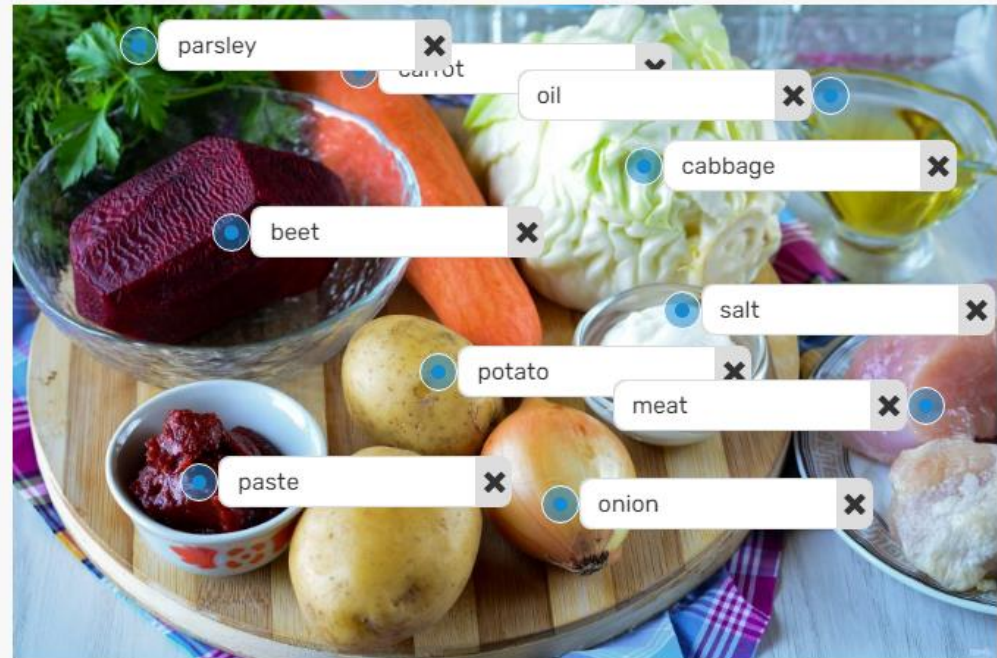 parsley
carrot
oil
cabbage
beet
salt
potato
meat
paste
onion